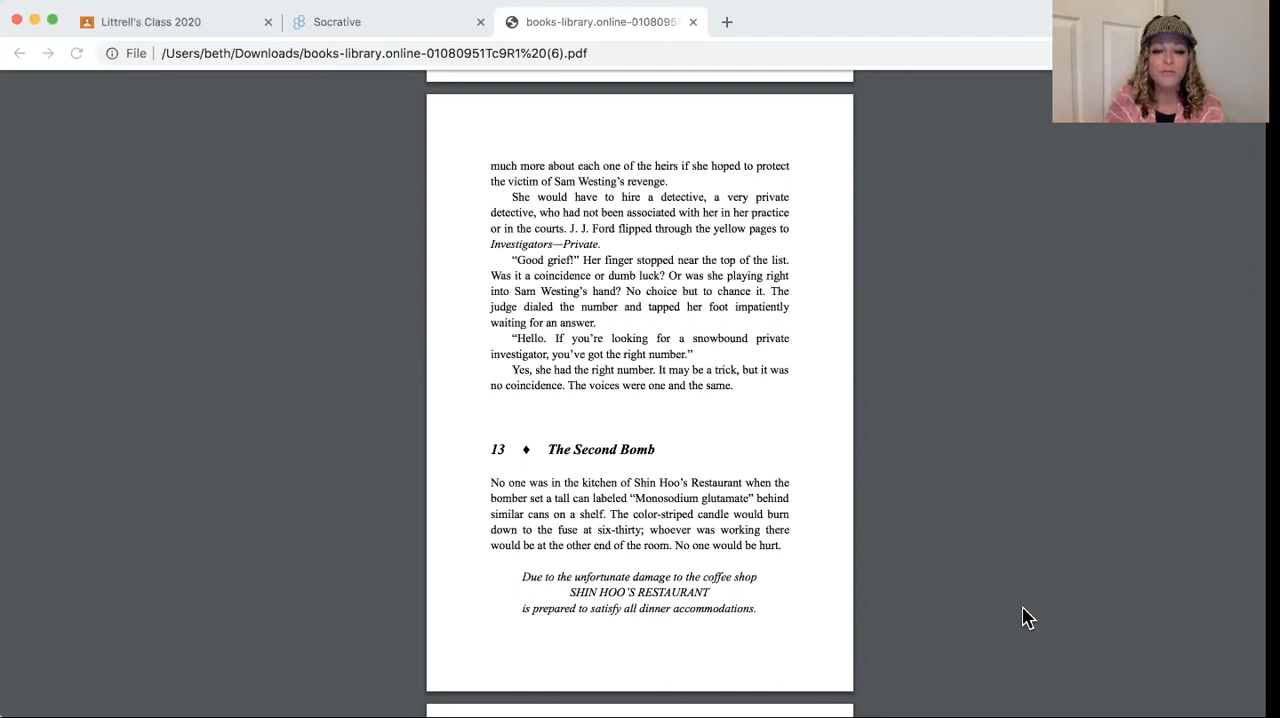 Littrell's Class 2020
Socrative
books-library.online-0108095
File
/Users/beth/Downloads/books-library.online-01080951Tc9R1%20(6).pdf
much more about each one of the heirs if she hoped to protect
the victim of Sam Westing's revenge.
She would have to hire a detective, a very private
detective, who had not been associated with her in her practice
or in the courts. J. J. Ford flipped through the yellow pages to
Investigators—Private.
“Good grief!” Her finger stopped near the top of the list.
Was it a coincidence or dumb luck? Or was she playing right
into Sam Westing's hand? No choice but to chance it. The
judge dialed the number and tapped her foot impatiently
waiting for an answer.
“Hello. If you're looking for a snowbound private
investigator, you've got the right number.”
Yes, she had the right number. It may be a trick, but it was
no coincidence. The voices were one and the same.
13 ♦ The Second Bomb
No one was in the kitchen of Shin Hoo's Restaurant when the
bomber set a tall can labeled “Monosodium glutamate” behind
similar cans on a shelf. The color-striped candle would burn
down to the fuse at six-thirty; whoever was working there
would be at the other end of the room. No one would be hurt.
Due to the unfortunate damage to the coffee shop
SHIN HOO'S RESTAURANT
is prepared to satisfy all dinner accommodations.